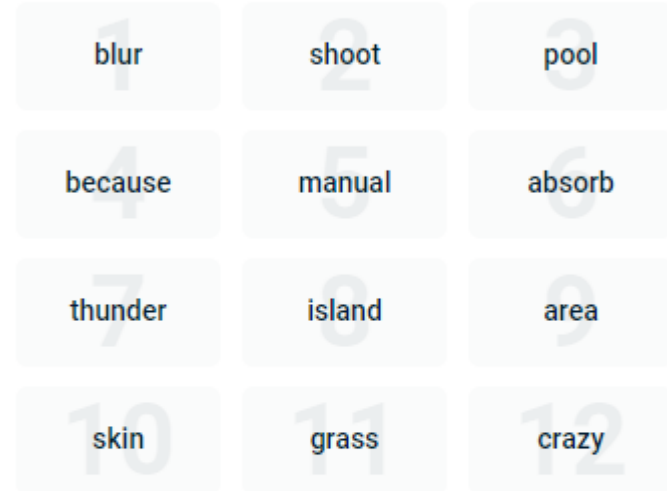 1 blur 2 shoot 3 pool
4 because 5 manual 6 absorb
7 thunder 8 island 9 area
10 skin 11 grass 12 crazy